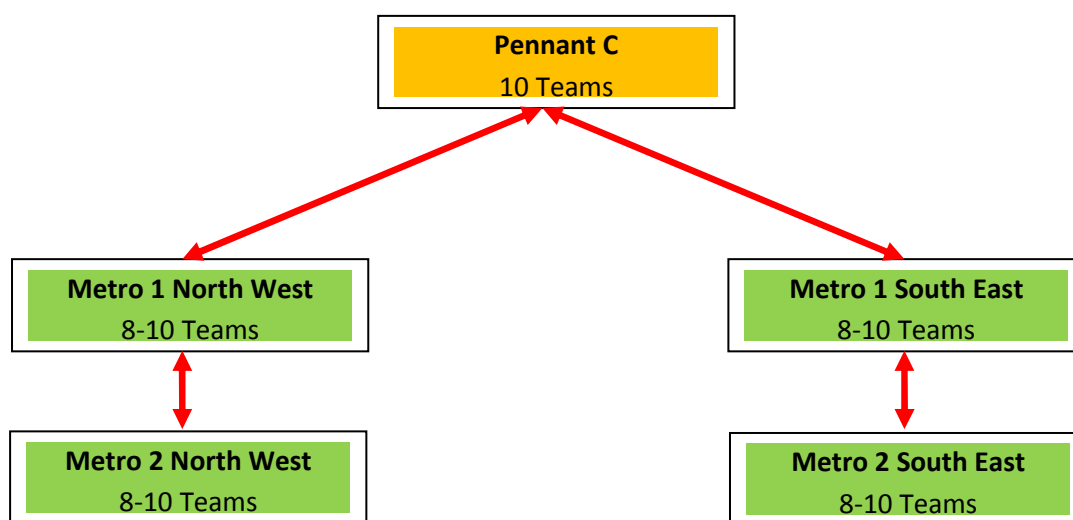 Pennant C
10 Teams
Metro 1 North West
8-10 Teams
Metro 1 South East
8-10 Teams
Metro 2 North West
8-10 Teams
Metro 2 South East
8-10 Teams